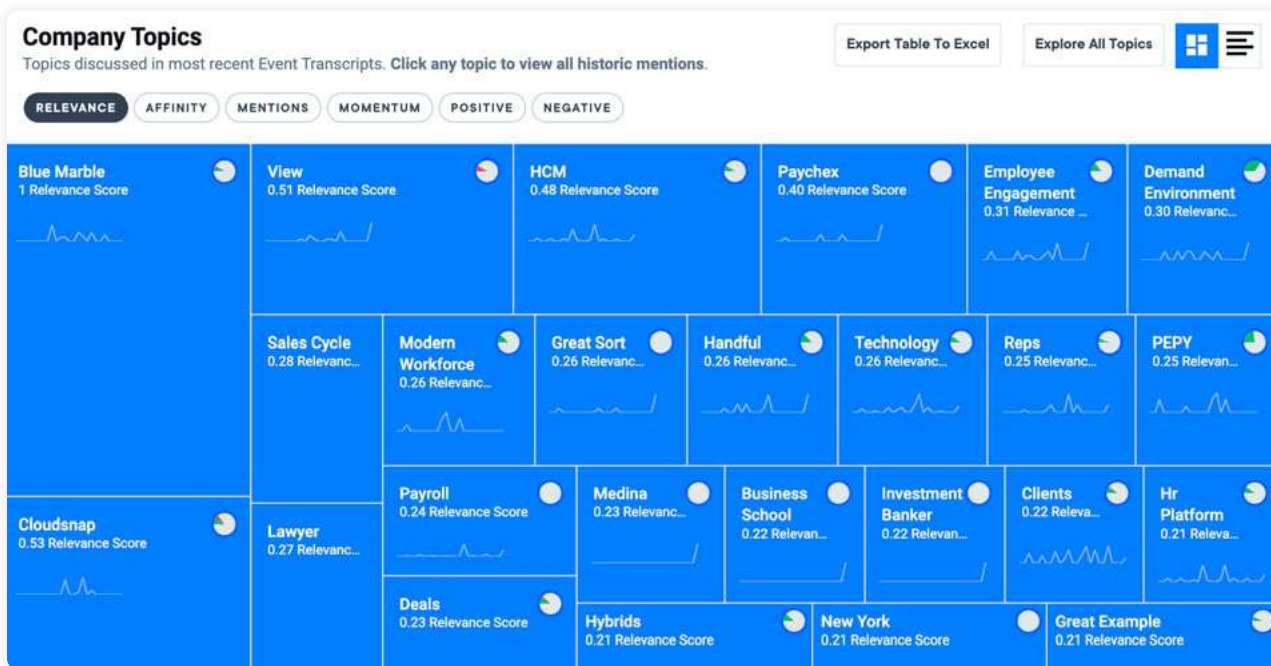 Company Topics
Export Table To Excel
Explore All Topics
Topics discussed in most recent Event Transcripts. Click any topic to view all historic mentions.
RELEVANCE
AFFINITY
MENTIONS
MOMENTUM
POSITIVE
NEGATIVE
Blue Marble
1 Relevance Score
View
0.51 Relevance Score
HCM
0.48 Relevance Score
Paychex
0.40 Relevance Score
Employee
Engagement
0.31 Relevance ...
Demand
Environment
0.30 Relevanc...
Sales Cycle
0.28 Relevanc...
Modern
Workforce
0.26 Relevanc...
Great Sort
0.26 Relevanc...
Handful
0.26 Relevanc...
Technology
0.26 Relevanc...
Reps
0.25 Relevanc...
PEPY
0.25 Relevan...
Cloudsnap
0.53 Relevance Score
Lawyer
0.27 Relevanc...
Payroll
0.24 Relevance Score
Medina
0.23 Relevanc...
Business
School
0.22 Relevan...
Investment
Banker
0.22 Relevan...
Clients
0.22 Releva...
Hr
Platform
0.21 Releva...
Deals
0.23 Relevance Score
Hybrids
0.21 Relevance Score
New York
0.21 Relevance Score
Great Example
0.21 Relevance Score